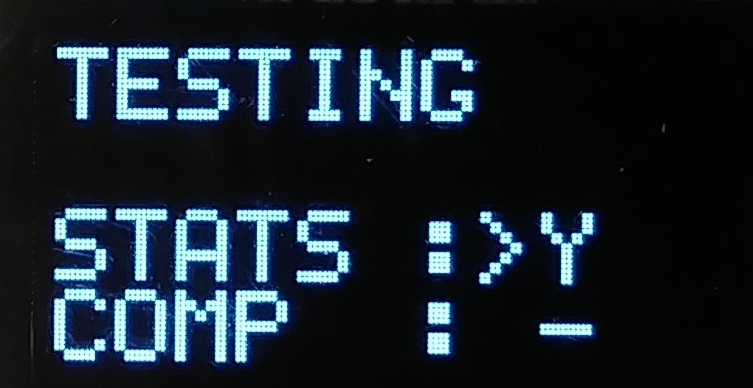 TESTING
STATS :>Y
COMP : -